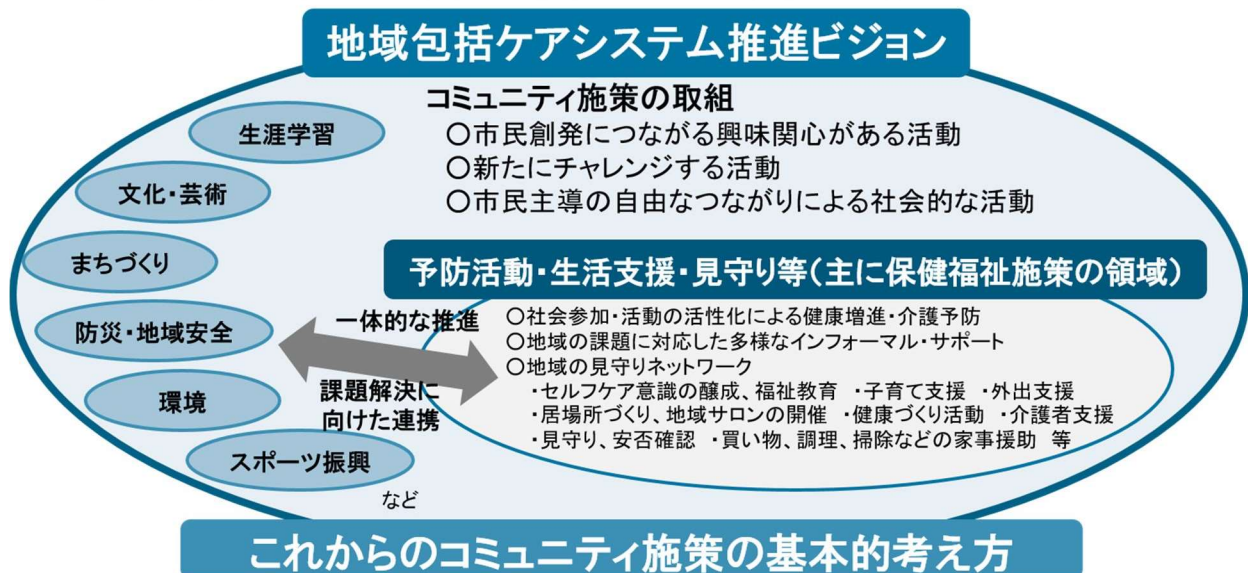 地域包括ケアシステム推進ビジョン
コミュニティ施策の取組
○市民創発につながる興味関心がある活動
○新たにチャレンジする活動
○市民主導の自由なつながりによる社会的な活動
生涯学習
文化・芸術
まちづくり
防災・地域安全
環境
スポーツ振興
など
一体的な推進
課題解決に
向けた連携
予防活動・生活支援・見守り等（主に保健福祉施策の領域）
○社会参加・活動の活性化による健康増進・介護予防
○地域の課題に対応した多様なインフォーマル・サポート
○地域の見守りネットワーク
・セルフケア意識の醸成、福祉教育 ・子育て支援 ・外出支援
・居場所づくり、地域サロンの開催 ・健康づくり活動 ・介護者支援
・見守り、安否確認 ・買い物、調理、掃除などの家事援助 等
これからのコミュニティ施策の基本的考え方